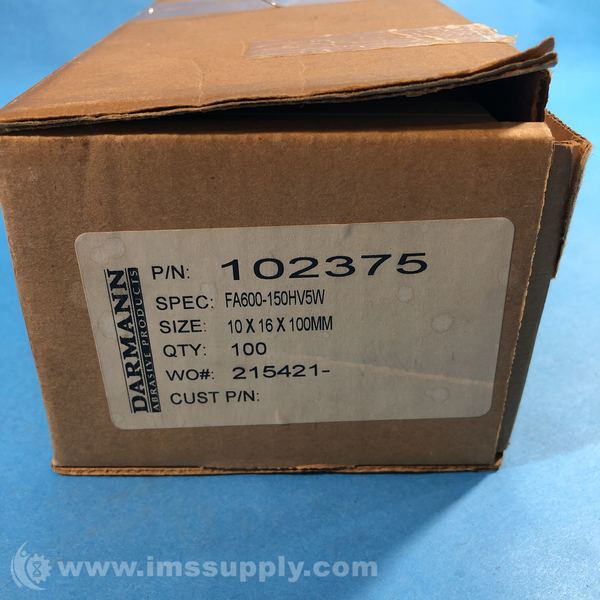 DARMANN
ABRASIVE PRODUCTS
P/N: 102375
SPEC: FA600-150HV5W
SIZE: 10 X 16 X 100MM
QTY: 100
WO#: 215421-
CUST P/N:
www.imssupply.com